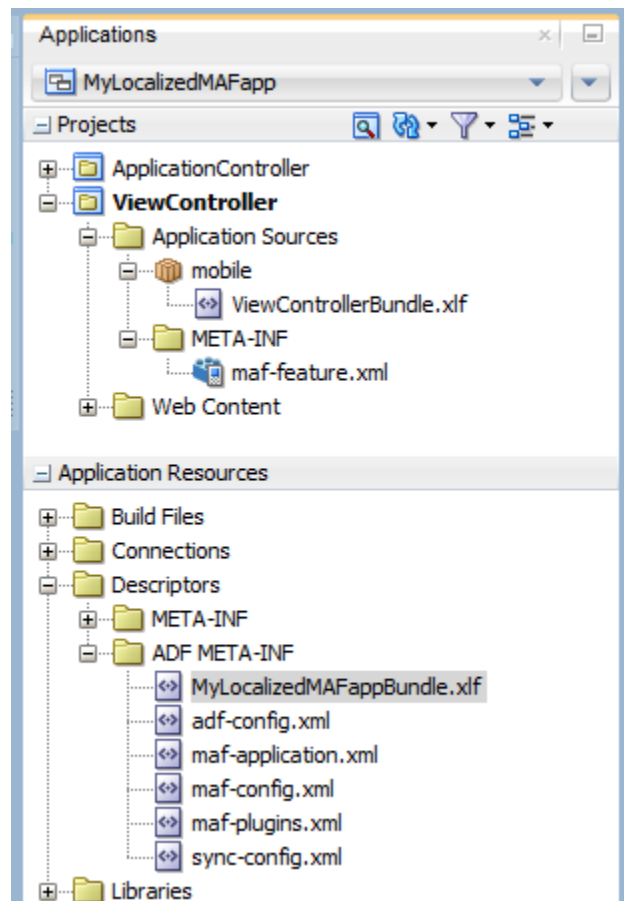 Applications
MyLocalizedMAFapp
Projects
ApplicationController
ViewController
Application Sources
mobile
ViewControllerBundle.xlf
META-INF
maf-feature.xml
Web Content
Application Resources
Build Files
Connections
Descriptors
META-INF
ADF META-INF
MyLocalizedMAFappBundle.xlf
adf-config.xml
maf-application.xml
maf-config.xml
maf-plugins.xml
sync-config.xml
Libraries